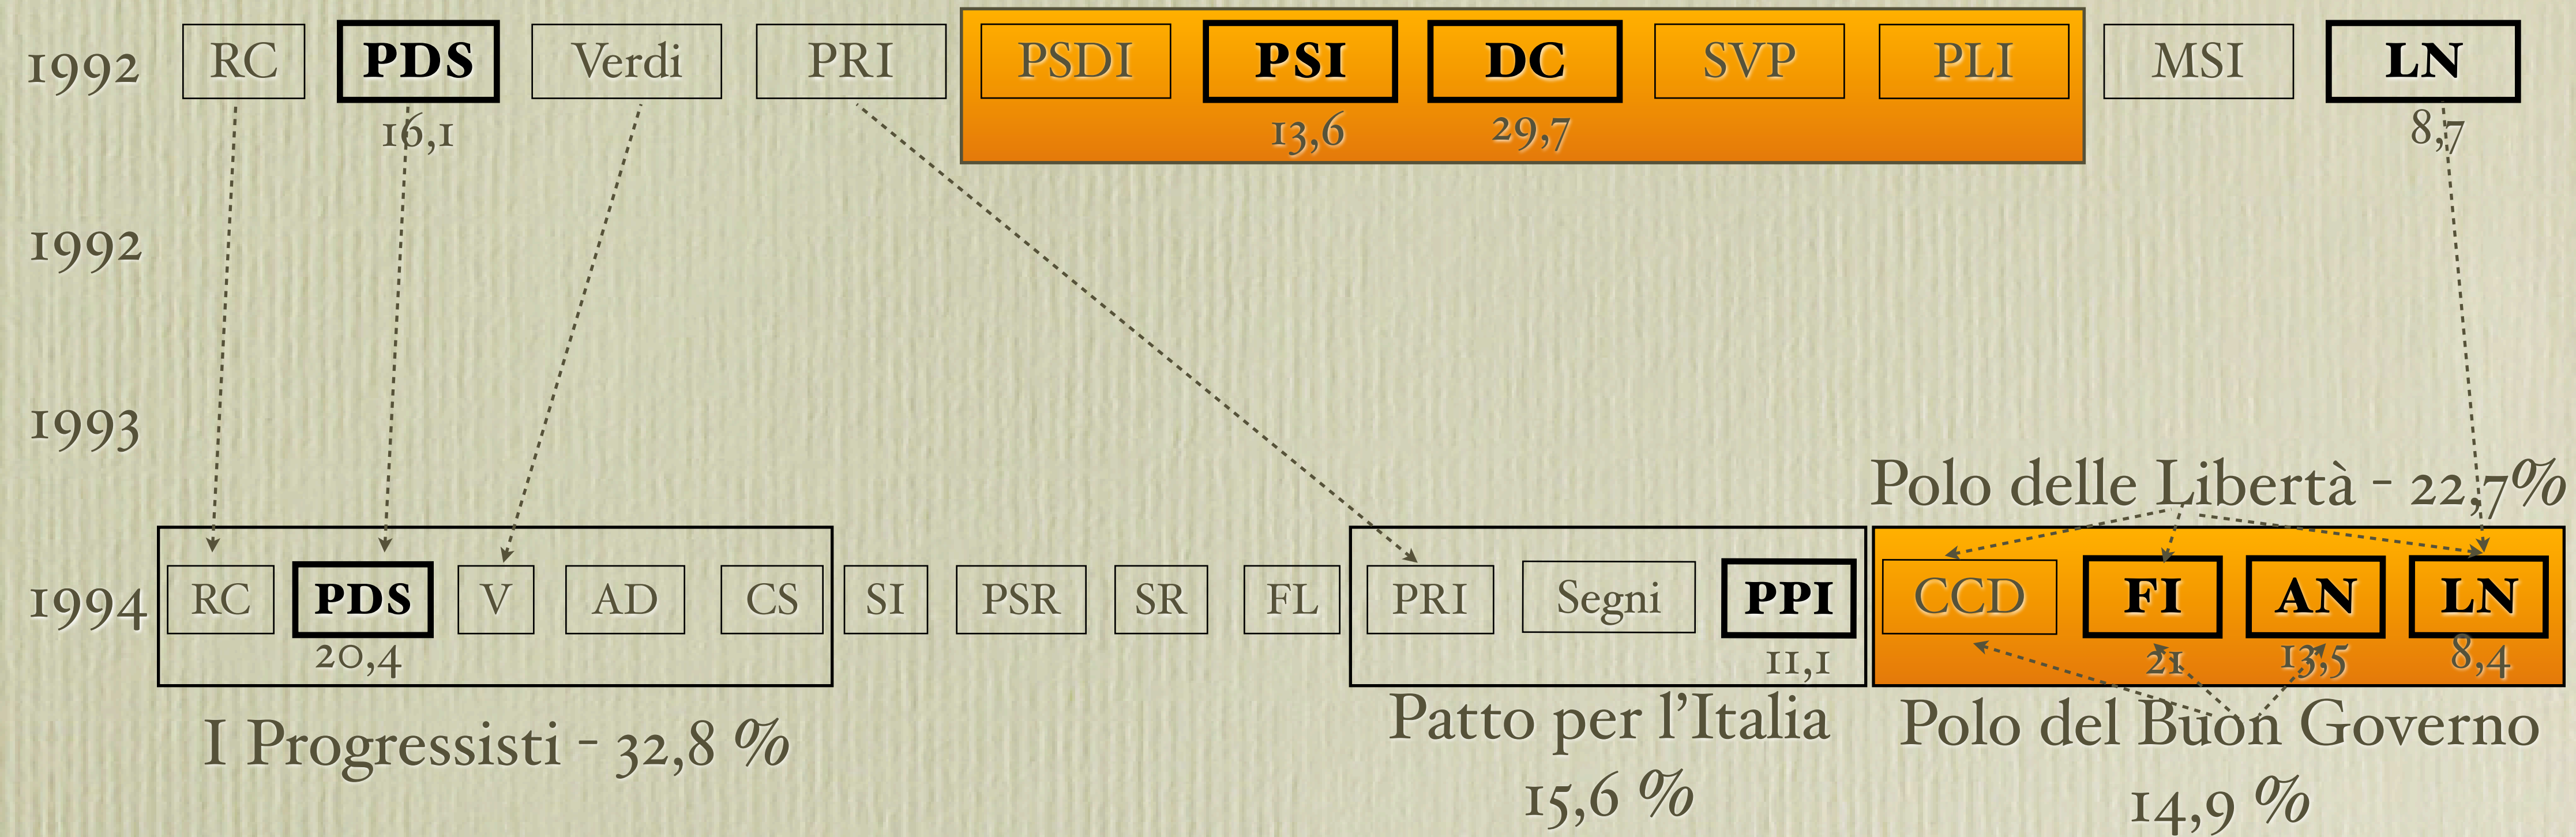 1992 RC PDS Verdi PRI PSDI PSI DC SVP PLI MSI LN
16,1 13,6 29,7 8,7
1992
1993
Polo delle Libertà - 22,7%
1994 RC PDS V AD CS SI PSR SR FL PRI Segni PPI CCD FI AN LN
20,4 11,1 21 13,5 8,4
I Progressisti - 32,8 %
Patto per l’Italia
15,6 %
Polo del Buon Governo
14,9 %